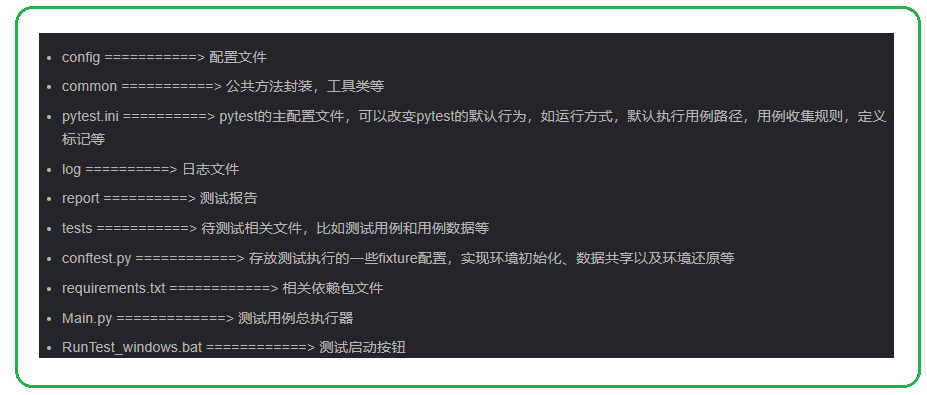 config ===========> 配置文件
common ===========> 公共方法封装，工具类等
pytest.ini ==========> pytest的主配置文件，可以改变pytest的默认行为，如运行方式，默认执行用例路径，用例收集规则，定义
标记等
log ==========> 日志文件
report ==========> 测试报告
tests ===========> 待测试相关文件，比如测试用例和用例数据等
conftest.py ============> 存放测试执行的一些fixture配置，实现环境初始化、数据共享以及环境还原等
requirements.txt ============> 相关依赖包文件
Main.py =============> 测试用例总执行器
RunTest_windows.bat ============> 测试启动按钮